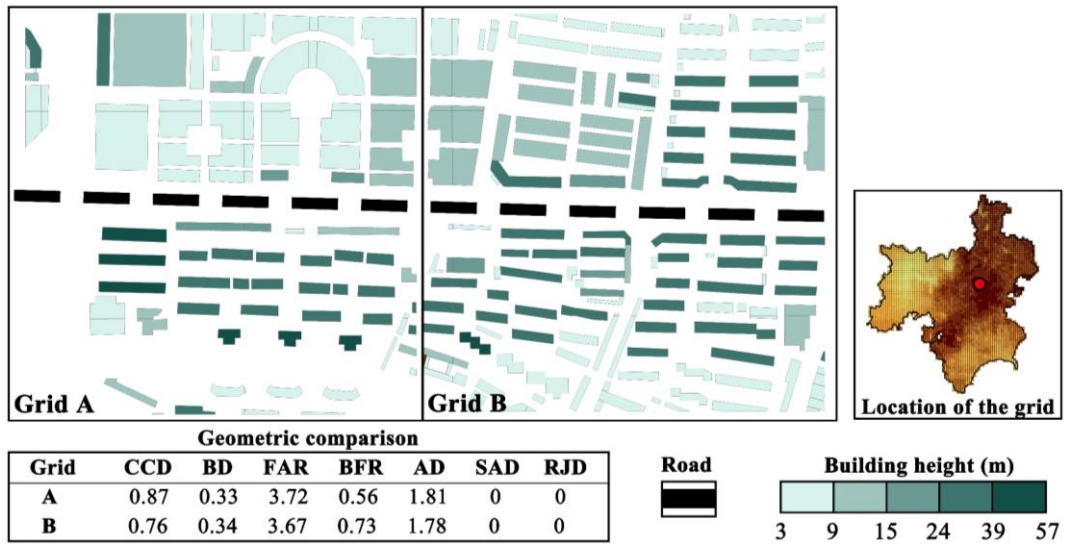 Grid A
Grid B
Location of the grid
Geometric comparison
Grid CCD BD FAR BFR AD SAD RJD
A 0.87 0.33 3.72 0.56 1.81 0 0
B 0.76 0.34 3.67 0.73 1.78 0 0
Road
Building height (m)
3 9 15 24 39 57